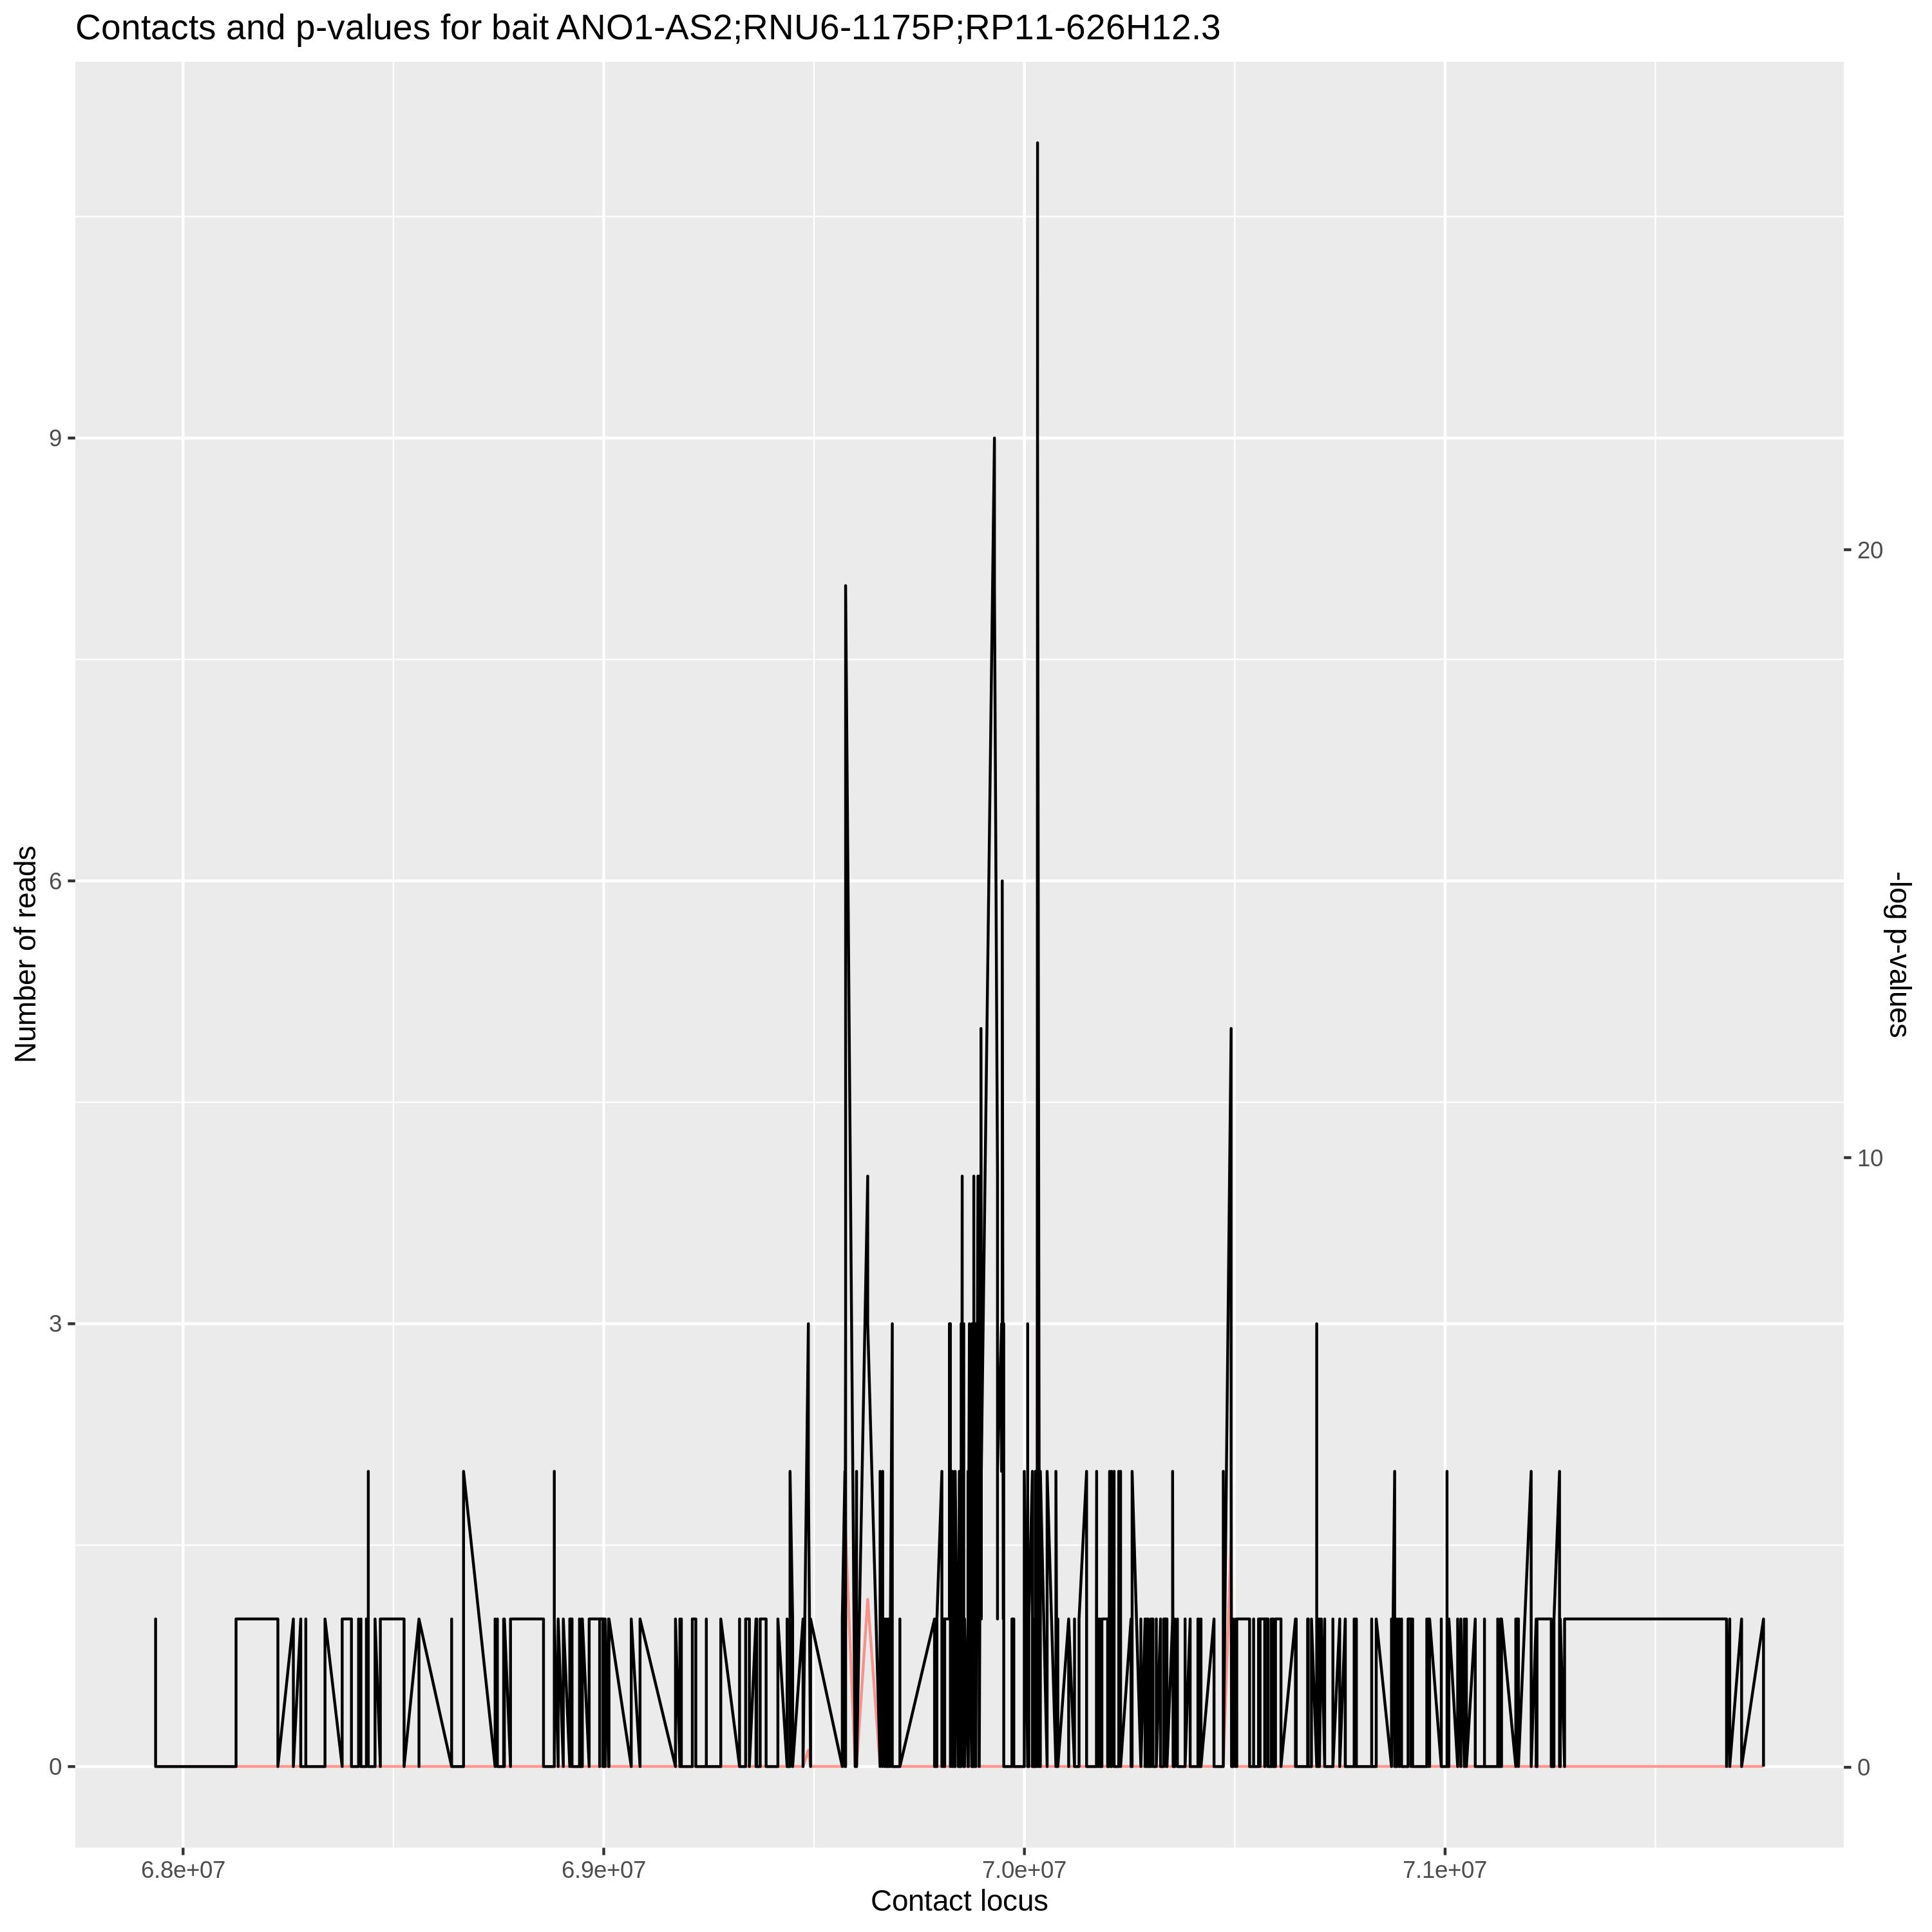 Contacts and p-values for bait ANO1-AS2;RNU6-1175P;RP11-626H12.3
Number of reads
9
6
3
0
20
10
0
-log p-values
6.8e+07
6.9e+07
7.0e+07
7.1e+07
Contact locus